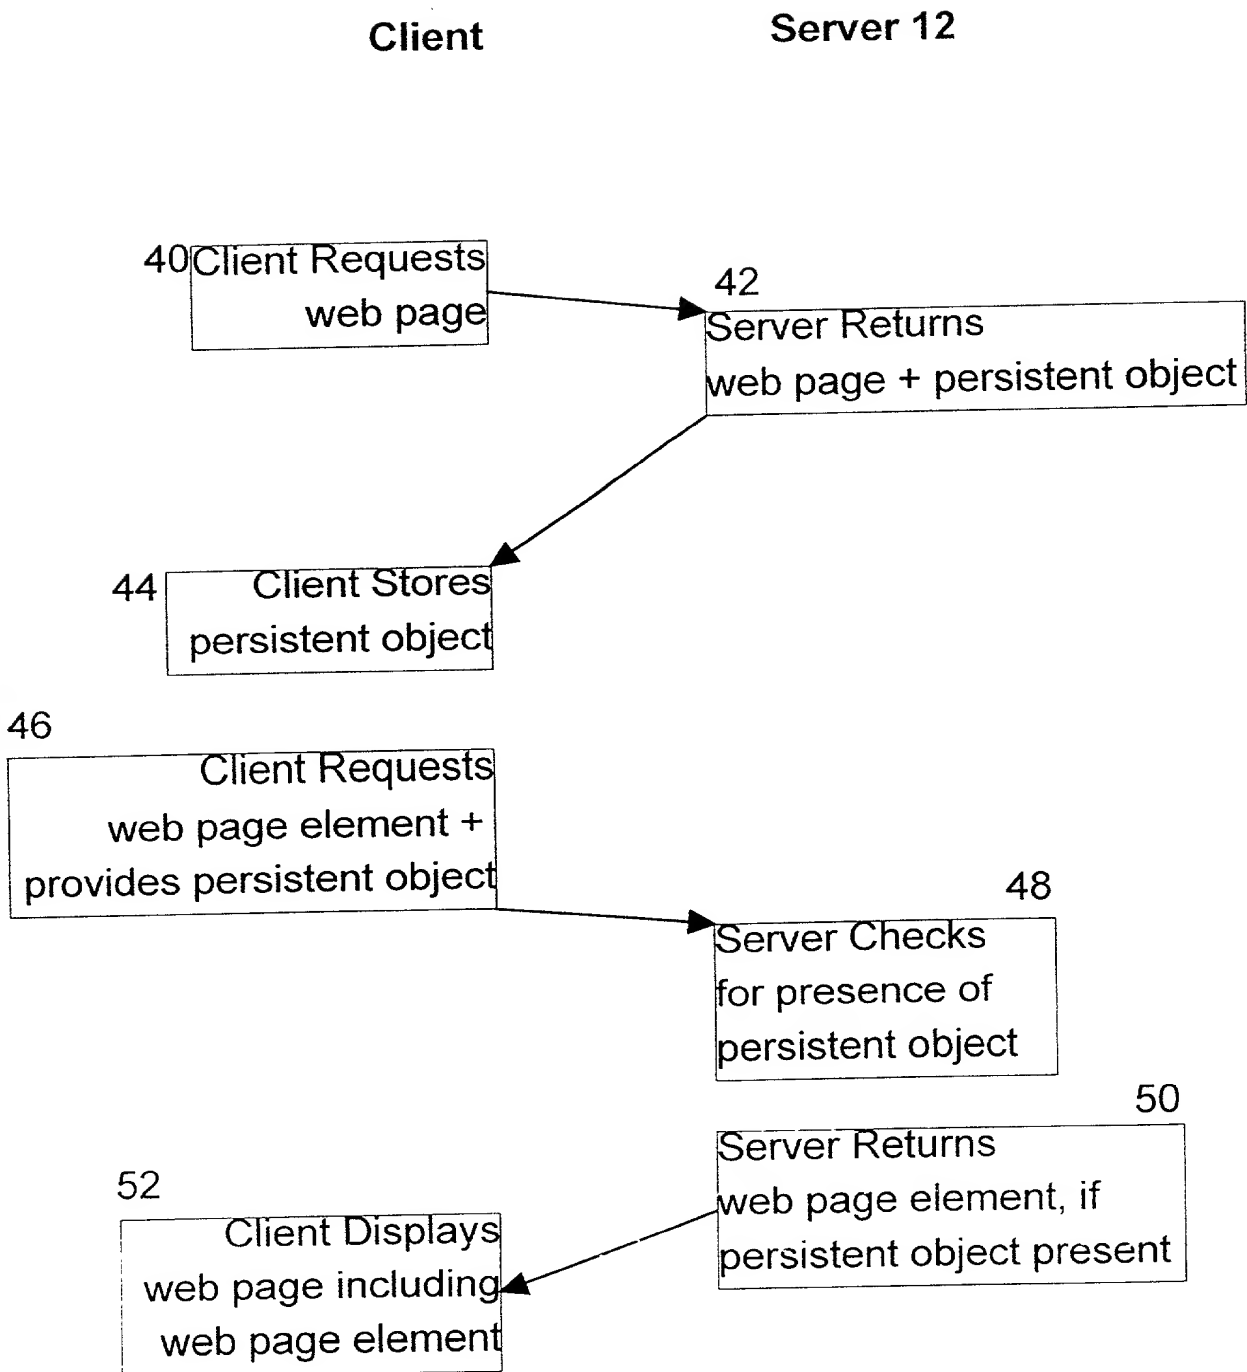 Client
Server 12
40
Client Requests
web page
42
Server Returns
web page + persistent object
44
Client Stores
persistent object
46
Client Requests
web page element +
provides persistent object
48
Server Checks
for presence of
persistent object
50
Server Returns
web page element, if
persistent object present
52
Client Displays
web page including
web page element